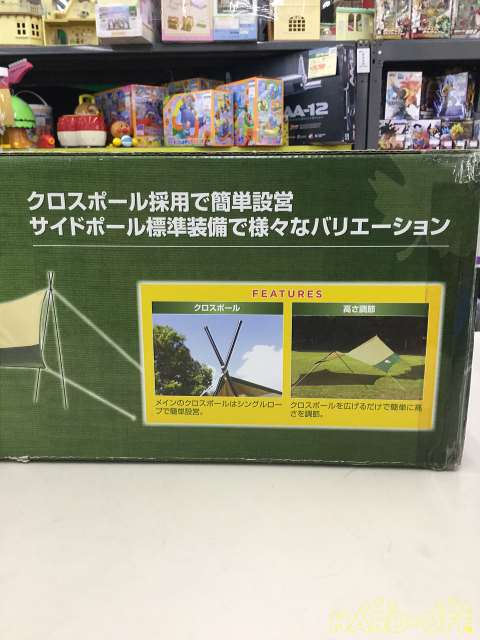 AA-12
クロスポール採用で簡単設営
サイドポール標準装備で様々なバリエーション
FEATURES
クロスポール
高さ調節
メインのクロスポールはシングルロー
プで簡単設営。
クロスポールを広げるだけで簡単に高
さを調節。
HARD-OFF